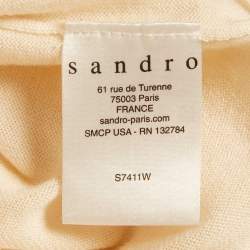 sandro
61 rue de Turenne
75003 Paris
FRANCE
sandro-paris.com
SMCP USA - RN 132784
S7411W